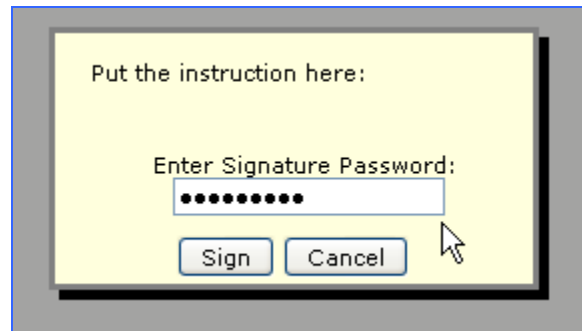 Put the instruction here:
Enter Signature Password:
•••••••••
Sign Cancel